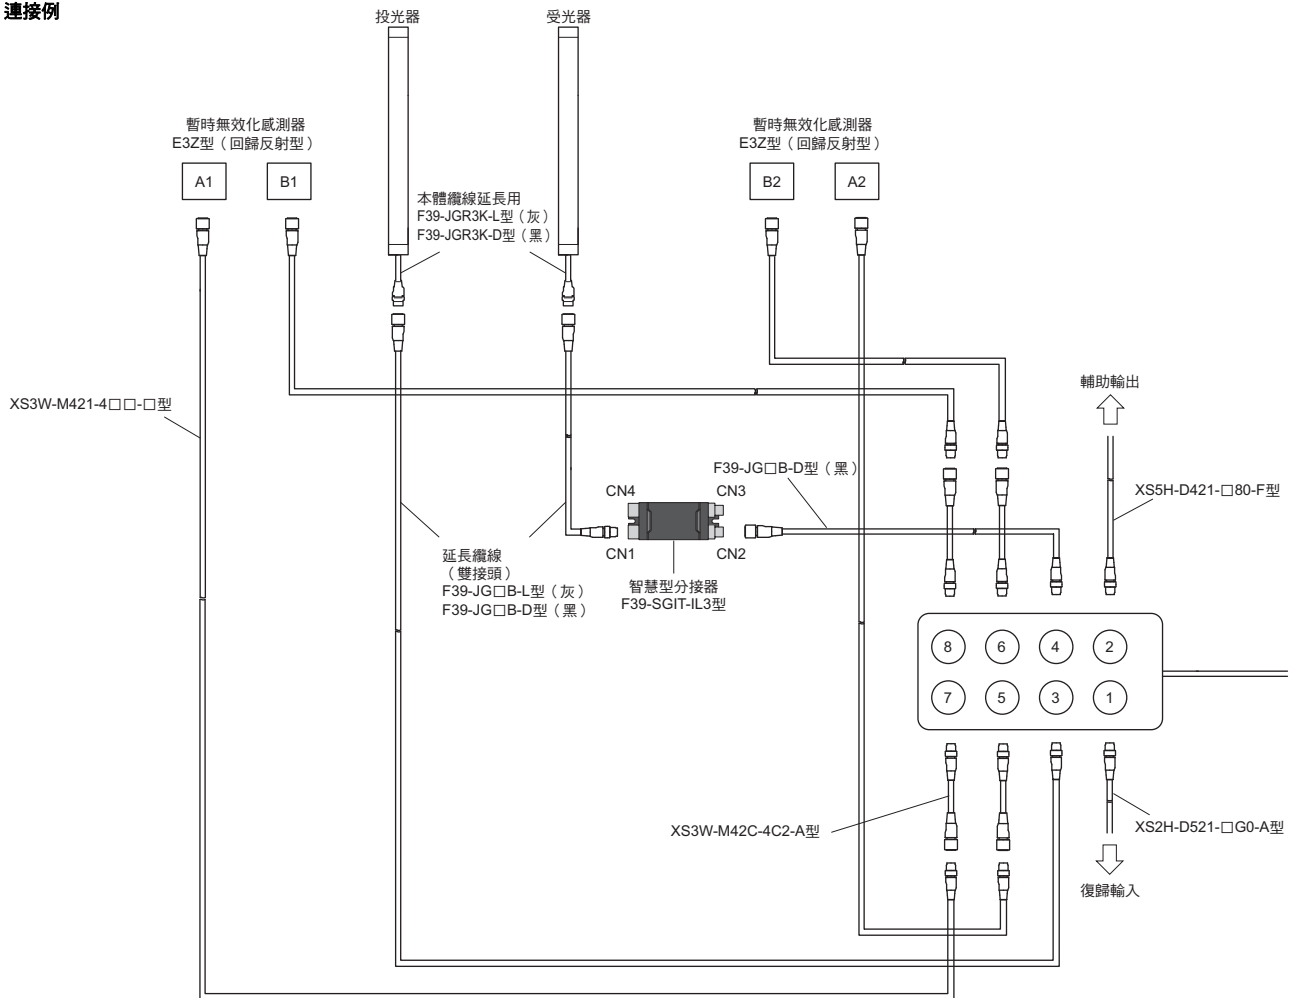 連接例
投光器
受光器
暫時無效化感測器
E3Z型（回歸反射型）
A1
B1
暫時無效化感測器
E3Z型（回歸反射型）
B2
A2
本體纜線延長用
F39-JGR3K-L型（灰）
F39-JGR3K-D型（黑）
XS3W-M421-4□□-□型
輔助輸出
F39-JG□B-D型（黑）
XS5H-D421-□80-F型
CN4
CN3
CN1
CN2
延長纜線
（雙接頭）
F39-JG□B-L型（灰）
F39-JG□B-D型（黑）
智慧型分接器
F39-SGIT-IL3型
8
6
4
2
7
5
3
1
XS3W-M42C-4C2-A型
XS2H-D521-□G0-A型
復歸輸入